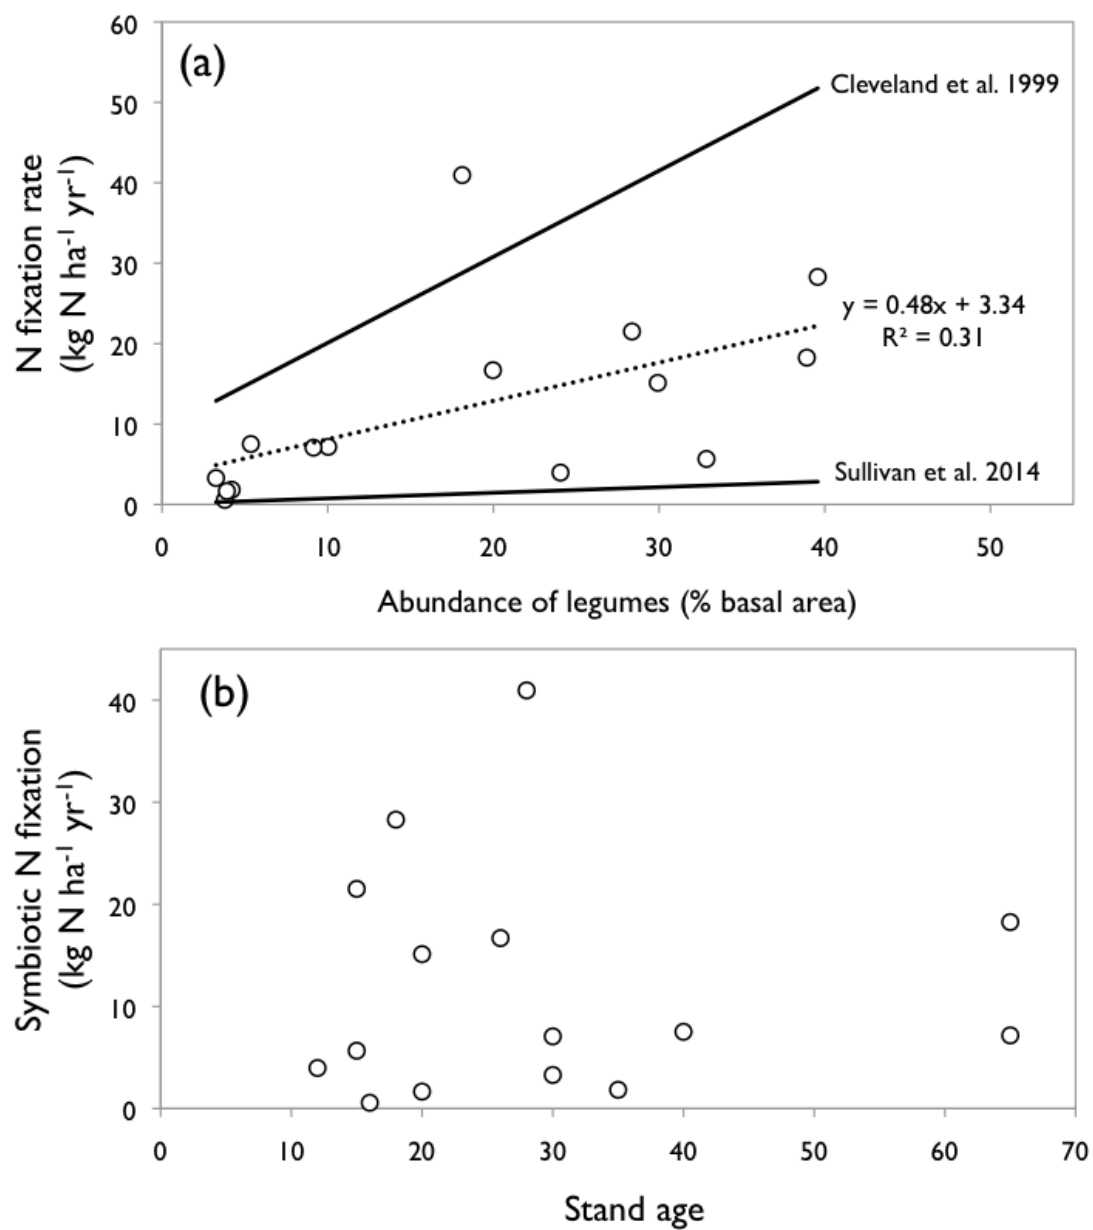 (a)
N fixation rate
(kg N ha⁻¹ yr⁻¹)
60
50
40
30
20
10
0
Cleveland et al. 1999
y = 0.48x + 3.34
R² = 0.31
Sullivan et al. 2014
0 10 20 30 40 50
Abundance of legumes (% basal area)
(b)
Symbiotic N fixation
(kg N ha⁻¹ yr⁻¹)
40
30
20
10
0
0 10 20 30 40 50 60 70
Stand age